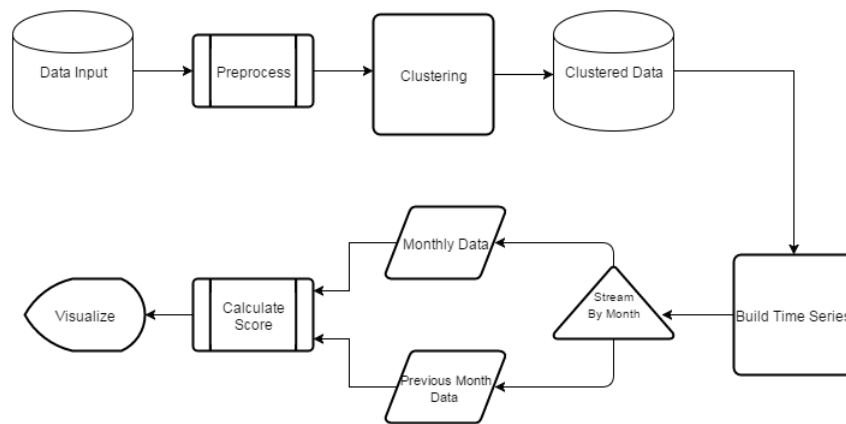 Data Input
Preprocess
Clustering
Clustered Data
Build Time Series
Stream
By Month
Monthly Data
Previous Month
Data
Calculate
Score
Visualize